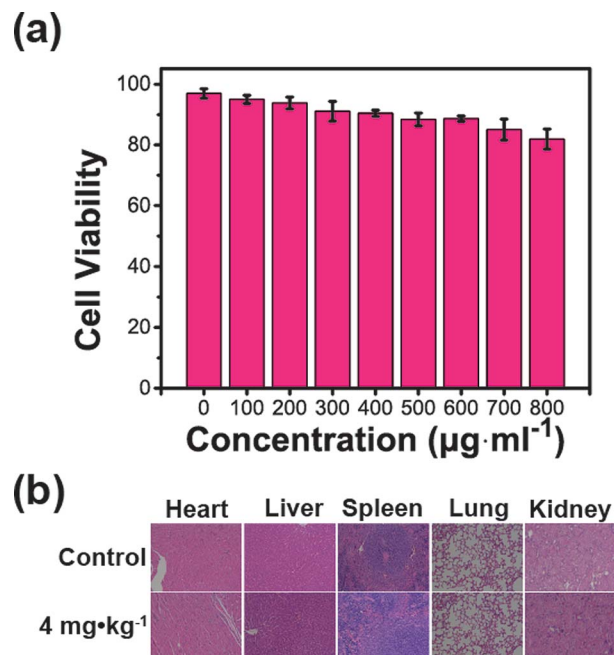 (a)
Cell Viability
100
80
60
40
20
0
0 100 200 300 400 500 600 700 800
Concentration (µg·ml⁻¹)
(b)
Heart Liver Spleen Lung Kidney
Control
4 mg•kg⁻¹